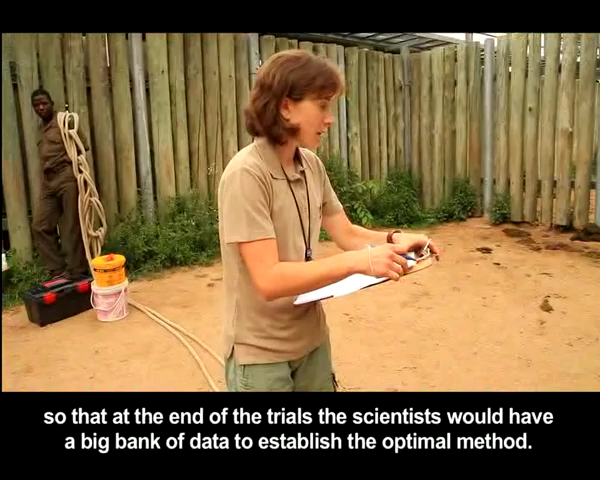 so that at the end of the trials the scientists would have
a big bank of data to establish the optimal method.